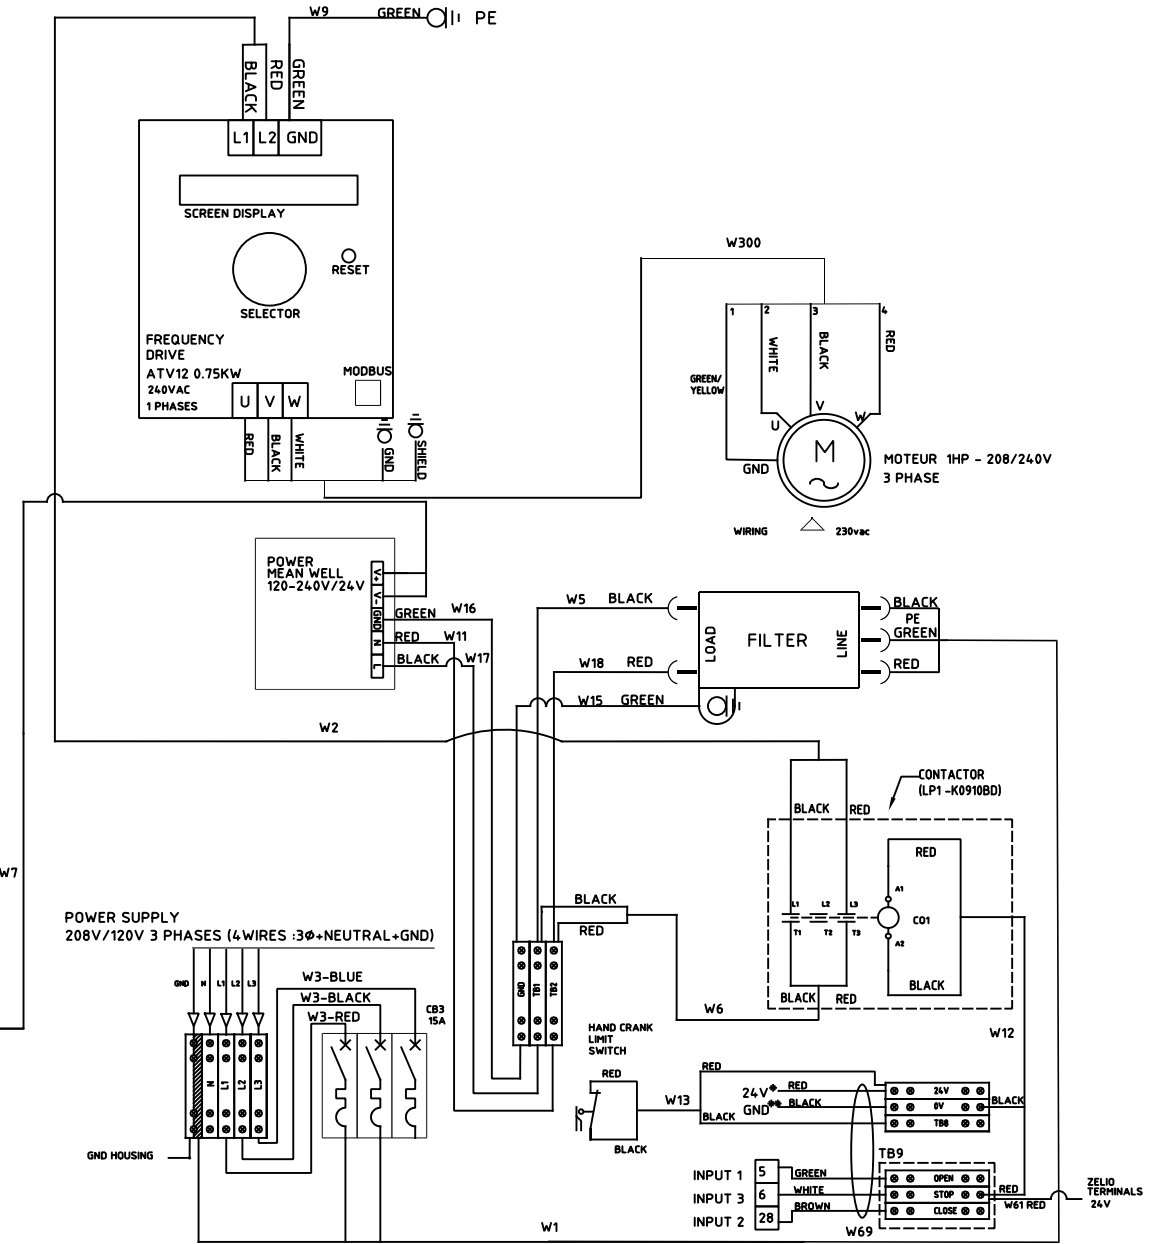 W9
GREEN
PE
BLACK
RED
GREEN
L1
L2
GND
SCREEN DISPLAY
RESET
SELECTOR
FREQUENCY
DRIVE
ATV12 0.75KW
240VAC
1 PHASES
MODBUS
U
V
W
RED
BLACK
WHITE
GND
SHIELD
W300
1
2
3
4
GREEN/
YELLOW
WHITE
BLACK
RED
U
V
W
M
GND
MOTEUR 1HP - 208/240V
3 PHASE
WIRING
230vac
POWER
MEAN WELL
120-240V/24V
V+
V-
GND
N
L
GREEN
W16
RED
W11
BLACK
W17
W5
BLACK
W18
RED
W15
GREEN
LOAD
FILTER
LINE
BLACK
PE
GREEN
RED
W2
CONTACTOR
(LP1-K0910BD)
BLACK
RED
RED
A1
L1
L2
L3
C01
T1
T2
T3
A2
BLACK
BLACK
RED
W7
POWER SUPPLY
208V/120V 3 PHASES (4WIRES :3Ø+NEUTRAL+GND)
GND
N
L1
L2
L3
W3-BLUE
W3-BLACK
W3-RED
CB3
15A
N
L1
L2
L3
GND HOUSING
BLACK
RED
GND
TB1
TB2
W6
W12
HAND CRANK
LIMIT
SWITCH
RED
BLACK
W13
RED
24V*
RED
GND**
BLACK
BLACK
24V
0V
TB8
BLACK
TB9
INPUT 1
5
GREEN
INPUT 3
6
WHITE
INPUT 2
28
BROWN
OPEN
STOP
CLOSE
RED
W61 RED
ZELIO
TERMINALS
24V
W69
W1